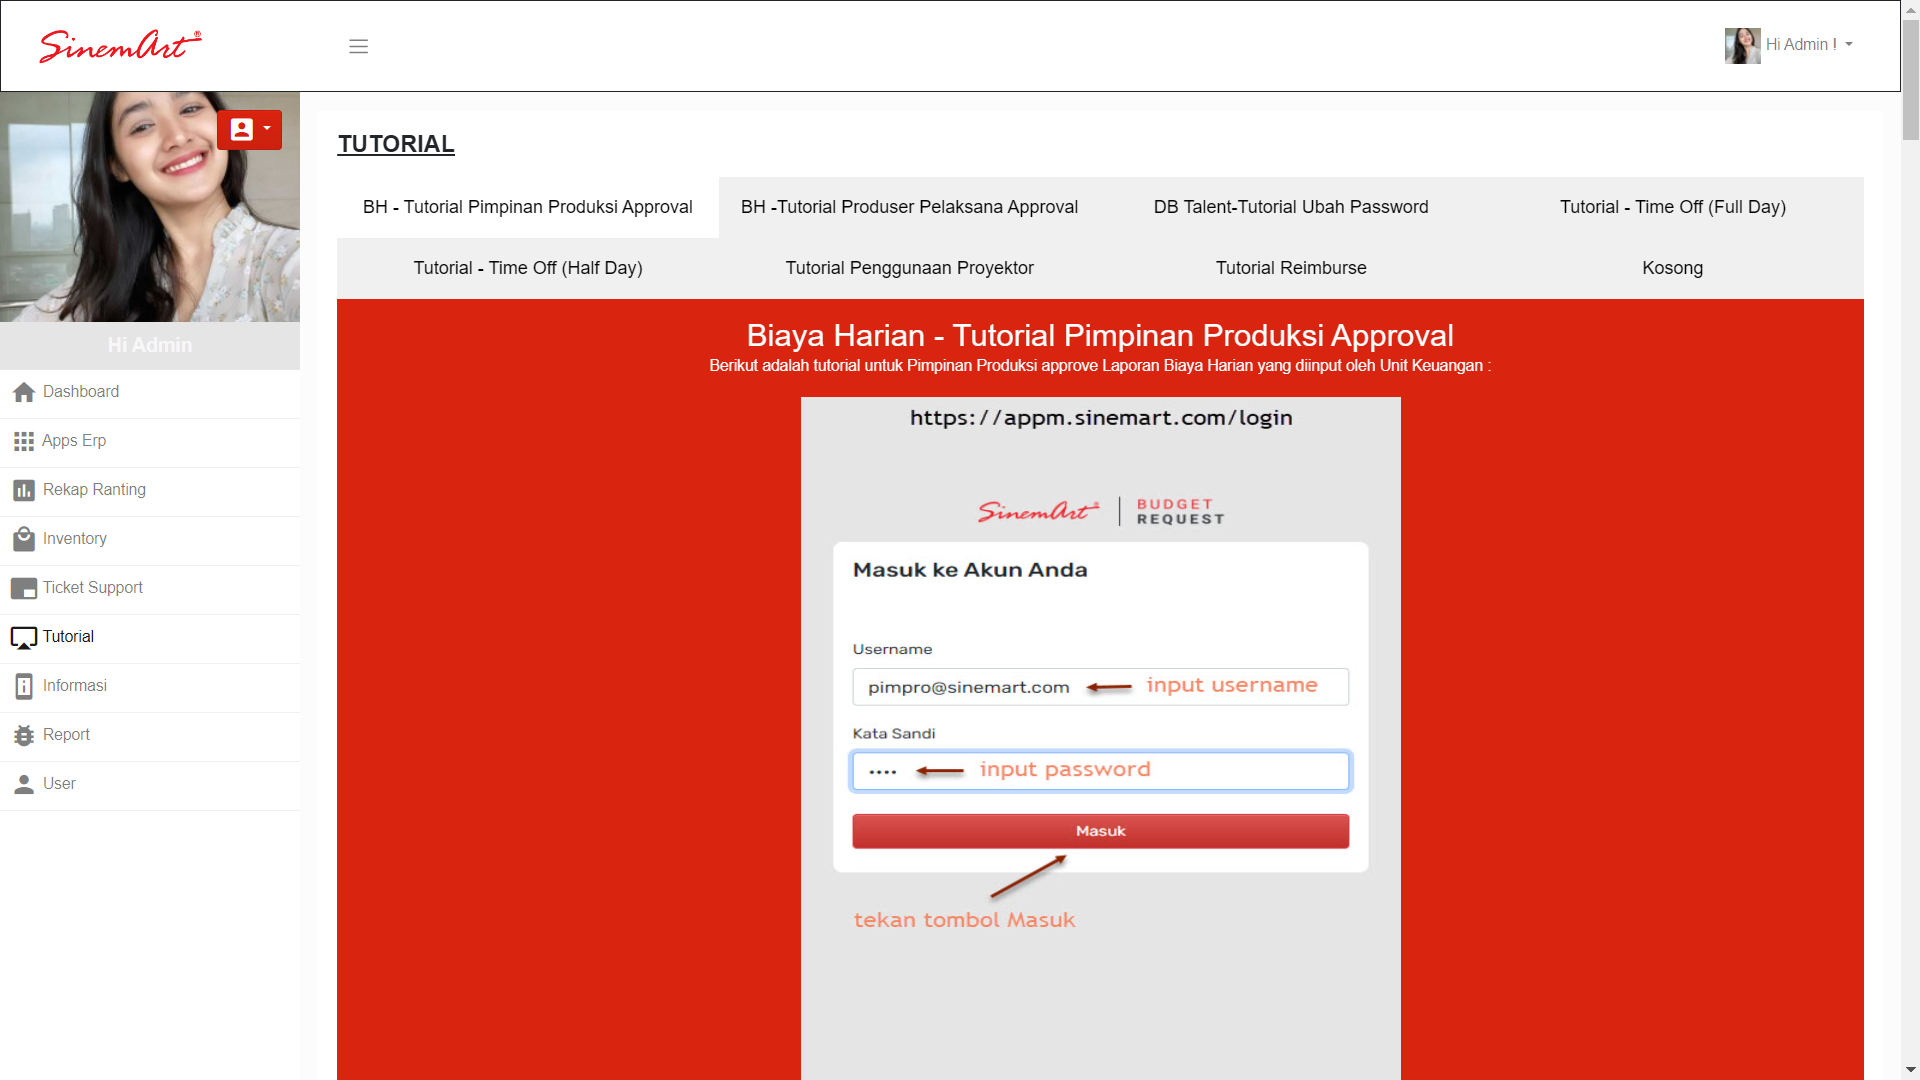 SinemArt®
Hi Admin !
Hi Admin
Dashboard
Apps Erp
Rekap Ranting
Inventory
Ticket Support
Tutorial
Informasi
Report
User
TUTORIAL
BH - Tutorial Pimpinan Produksi Approval
BH -Tutorial Produser Pelaksana Approval
DB Talent-Tutorial Ubah Password
Tutorial - Time Off (Full Day)
Tutorial - Time Off (Half Day)
Tutorial Penggunaan Proyektor
Tutorial Reimburse
Kosong
Biaya Harian - Tutorial Pimpinan Produksi Approval
Berikut adalah tutorial untuk Pimpinan Produksi approve Laporan Biaya Harian yang diinput oleh Unit Keuangan :
https://appm.sinemart.com/login
SinemArt®
BUDGET
REQUEST
Masuk ke Akun Anda
Username
pimpro@sinemart.com
input username
Kata Sandi
••••
input password
Masuk
tekan tombol Masuk